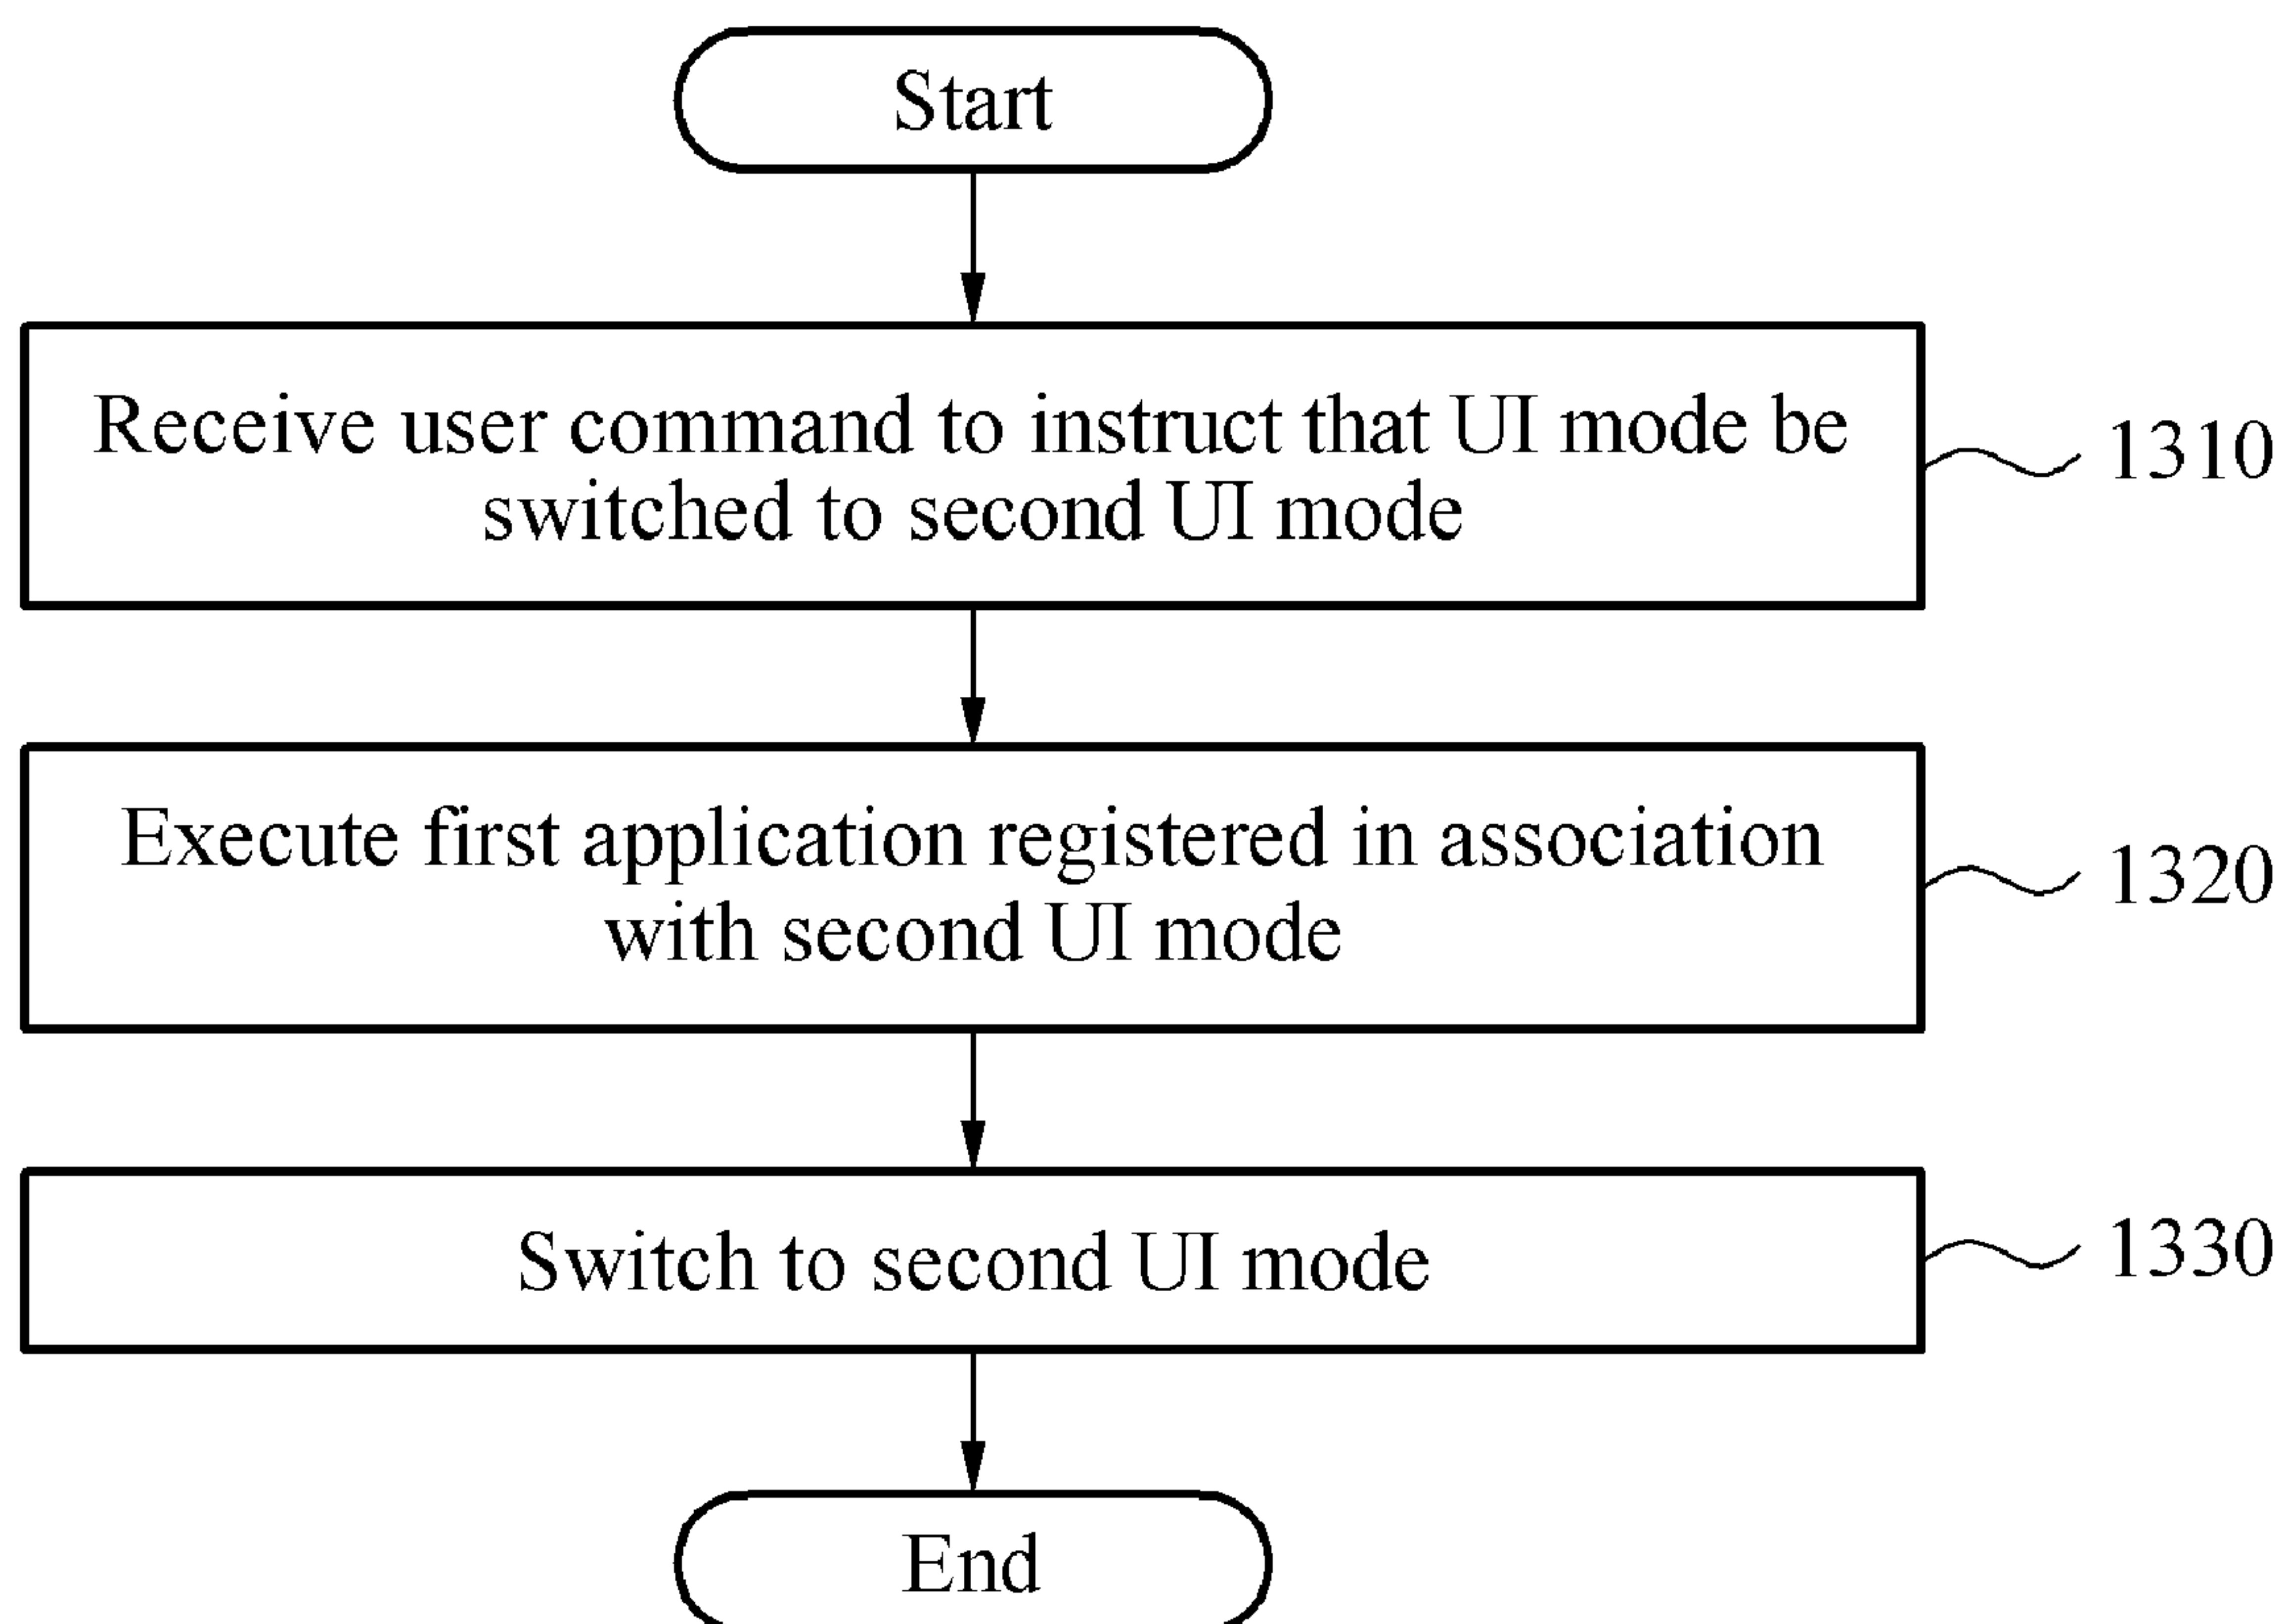 Start
Receive user command to instruct that UI mode be
switched to second UI mode
1310
Execute first application registered in association
with second UI mode
1320
Switch to second UI mode
1330
End